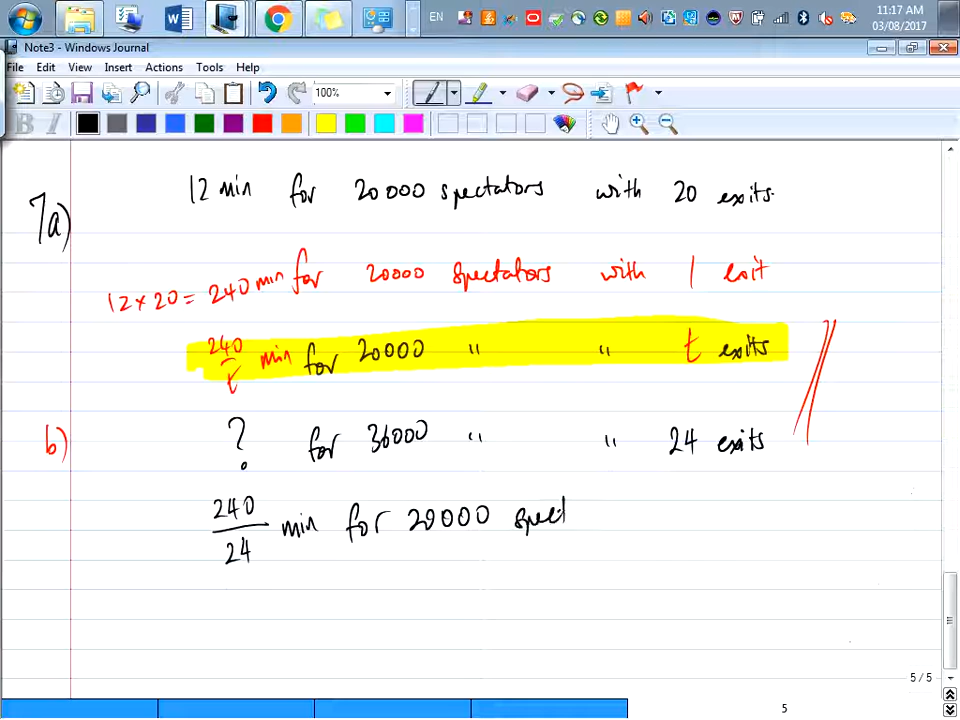 EN
11:17 AM
03/08/2017
Note3 - Windows Journal
File Edit View Insert Actions Tools Help
100%
B I
7a) 12 min for 20000 spectators with 20 exits
12 x 20 = 240 min for 20000 spectators with 1 exit
240/t min for 20000 " " t exits
b) ? for 36000 " " 24 exits
240/24 min for 20000 spect
5 / 5
5